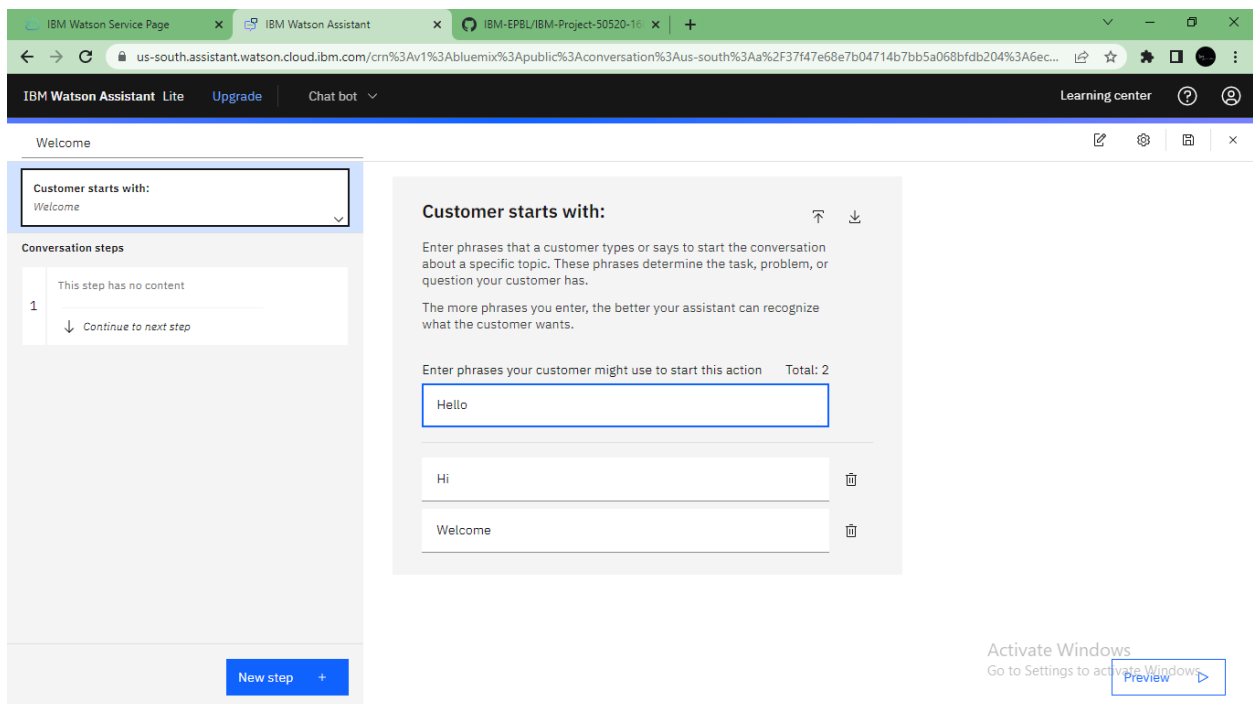 IBM Watson Service Page
IBM Watson Assistant
IBM-EPBL/IBM-Project-50520-16
us-south.assistant.watson.cloud.ibm.com/crn%3Av1%3Abluemix%3Apublic%3Aconversation%3Aus-south%3Aa%2F37f47e68e7b04714b7bb5a068bfdb204%3A6ec...
IBM Watson Assistant Lite
Upgrade
Chat bot
Learning center
Welcome
Customer starts with:
Welcome
Conversation steps
1
This step has no content
Continue to next step
New step +
Customer starts with:
Enter phrases that a customer types or says to start the conversation
about a specific topic. These phrases determine the task, problem, or
question your customer has.
The more phrases you enter, the better your assistant can recognize
what the customer wants.
Enter phrases your customer might use to start this action Total: 2
Hello
Hi
Welcome
Activate Windows
Go to Settings to activate Windows.
Preview